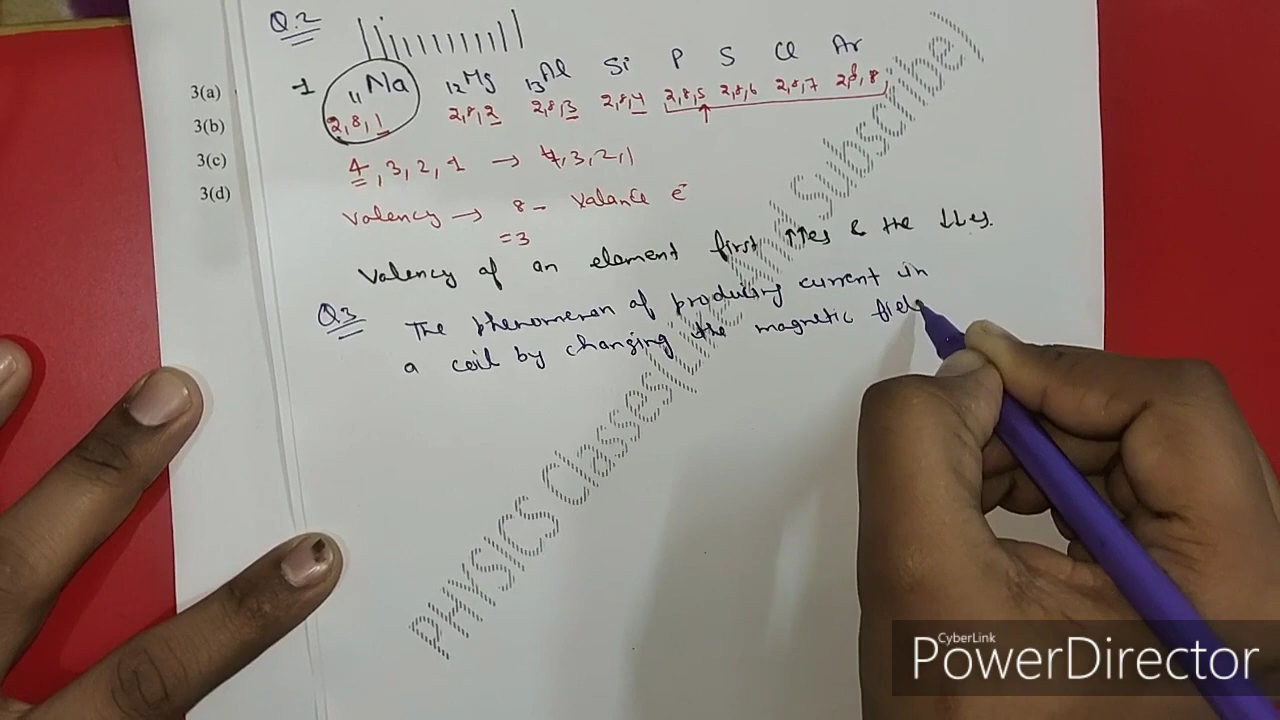 Q.2
1 11Na 12Mg 13Al Si P S Cl Ar
2,8,1 2,8,2 2,8,3 2,8,4 2,8,5 2,8,6 2,8,7 2,8,8
3(a)
3(b)
3(c)
3(d)
4, 3, 2, 1 → 4,3,2,1
Valency → 8 - Valance e⁻
=3
Valency of an element first ↑↑es & the ↓↓es.
Q3 The phenomenon of producing current in
a coil by changing the magnetic field
PHYSICS Classes(Like And Subscribe)
CyberLink
PowerDirector